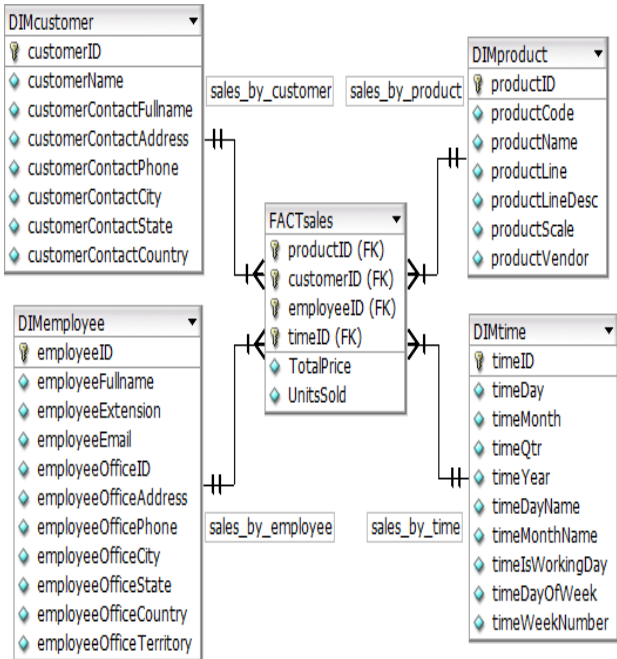 DIMcustomer
customerID
customerName
customerContactFullname
customerContactAddress
customerContactPhone
customerContactCity
customerContactState
customerContactCountry
sales_by_customer
sales_by_product
DIMproduct
productID
productCode
productName
productLine
productLineDesc
productScale
productVendor
FACTsales
productID (FK)
customerID (FK)
employeeID (FK)
timeID (FK)
TotalPrice
UnitsSold
DIMemployee
employeeID
employeeFullname
employeeExtension
employeeEmail
employeeOfficeID
employeeOfficeAddress
employeeOfficePhone
employeeOfficeCity
employeeOfficeState
employeeOfficeCountry
employeeOfficeTerritory
sales_by_employee
sales_by_time
DIMtime
timeID
timeDay
timeMonth
timeQtr
timeYear
timeDayName
timeMonthName
timeIsWorkingDay
timeDayOfWeek
timeWeekNumber